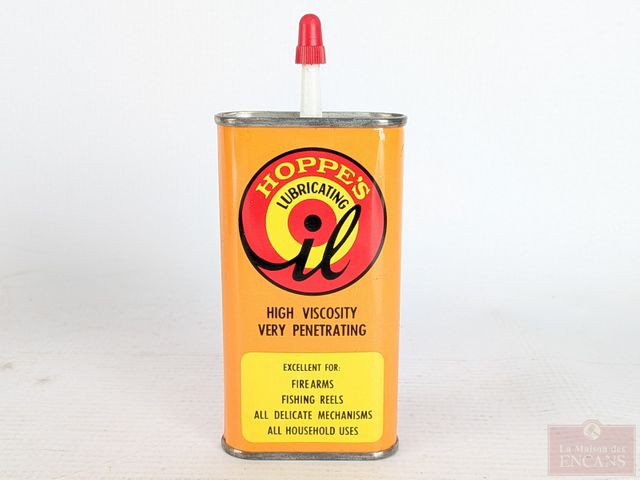 HOPPE'S
LUBRICATING
Oil
HIGH VISCOSITY
VERY PENETRATING
EXCELLENT FOR:
FIREARMS
FISHING REELS
ALL DELICATE MECHANISMS
ALL HOUSEHOLD USES
La Maison des
ENCANS